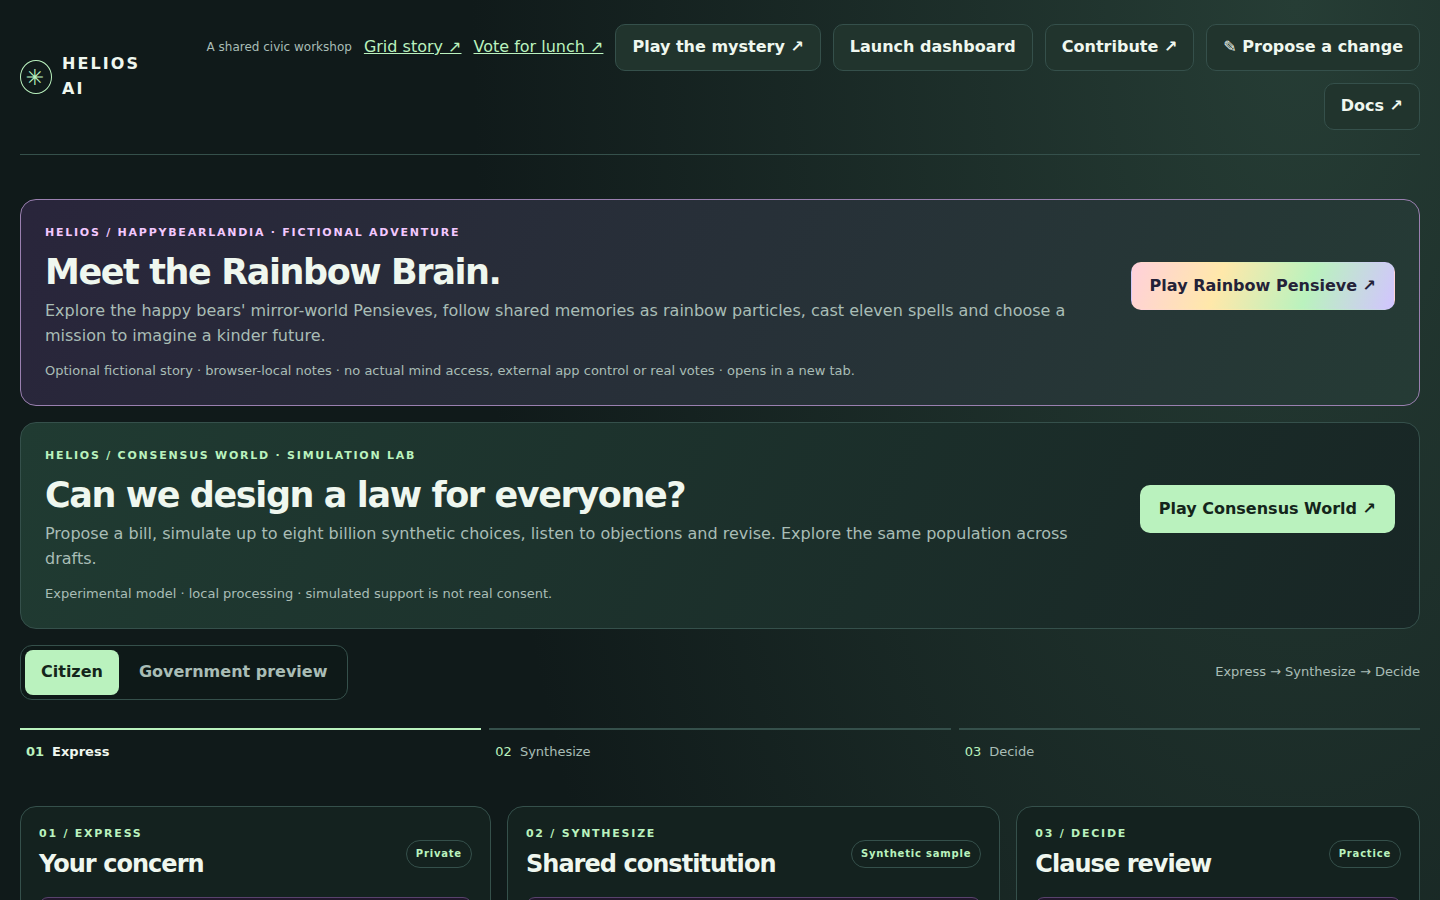 HELIOS
AI
A shared civic workshop
Grid story ↗
Vote for lunch ↗
Play the mystery ↗
Launch dashboard
Contribute ↗
✎ Propose a change
Docs ↗
HELIOS / HAPPYBEARLANDIA · FICTIONAL ADVENTURE
Meet the Rainbow Brain.
Explore the happy bears' mirror-world Pensieves, follow shared memories as rainbow particles, cast eleven spells and choose a
mission to imagine a kinder future.
Optional fictional story · browser-local notes · no actual mind access, external app control or real votes · opens in a new tab.
Play Rainbow Pensieve ↗
HELIOS / CONSENSUS WORLD · SIMULATION LAB
Can we design a law for everyone?
Propose a bill, simulate up to eight billion synthetic choices, listen to objections and revise. Explore the same population across
drafts.
Experimental model · local processing · simulated support is not real consent.
Play Consensus World ↗
Citizen
Government preview
Express → Synthesize → Decide
01 Express
02 Synthesize
03 Decide
01 / EXPRESS
Your concern
Private
02 / SYNTHESIZE
Shared constitution
Synthetic sample
03 / DECIDE
Clause review
Practice